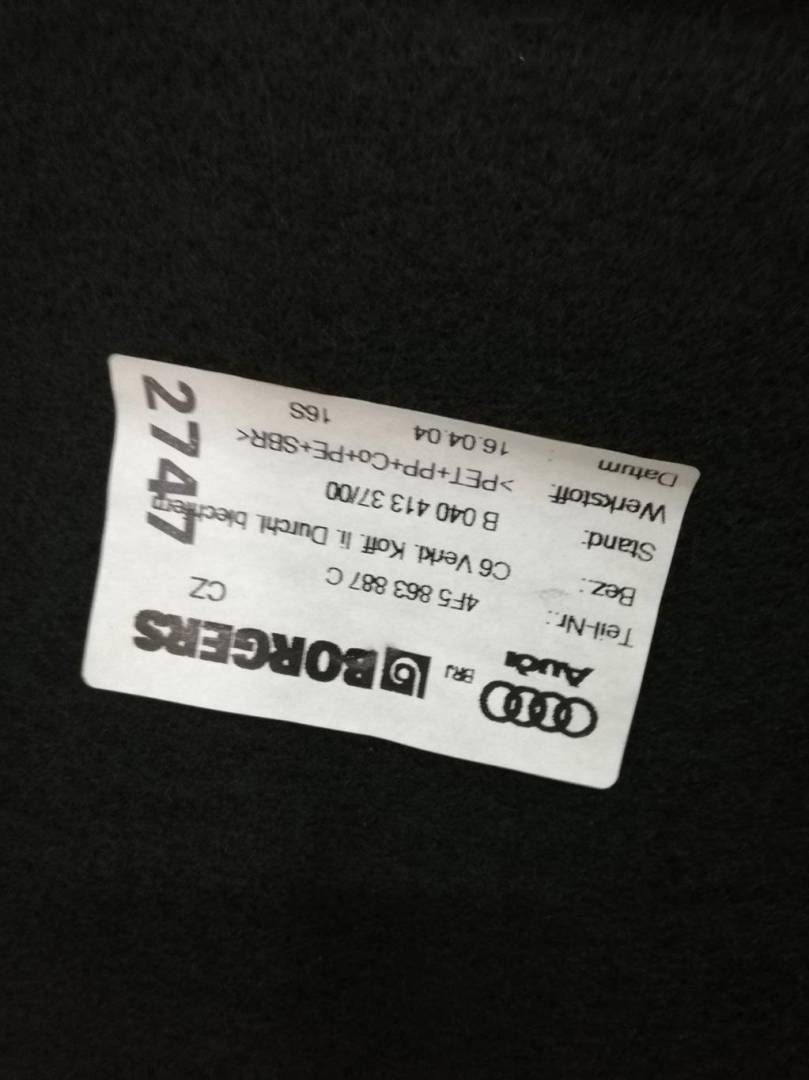 Audi BRJ BORGERS
Teil-Nr.: 4F5 863 887 C CZ
Bez.: C6 Verkl. Koff. li. Durchl. blechfern
Stand: B 040 413 37/00
Werkstoff: >PET+PP+Co+PE+SBR<
Datum : 16.04.04 16S
2747